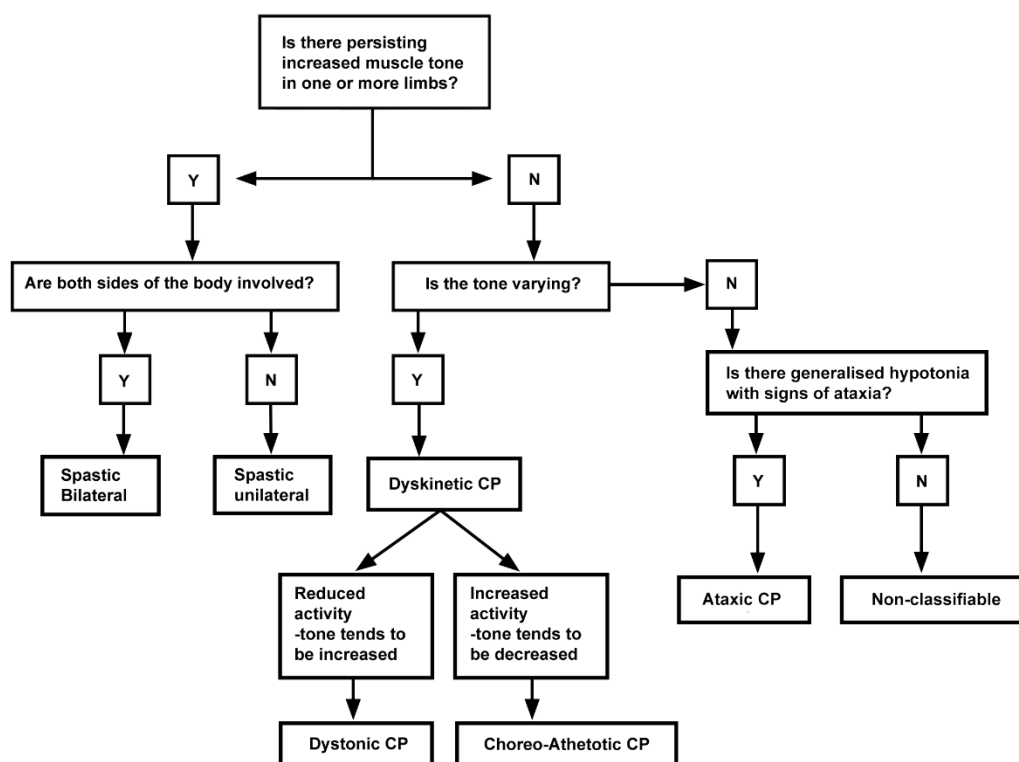 Is there persisting
increased muscle tone
in one or more limbs?
Y
N
Are both sides of the body involved?
Is the tone varying?
N
Y
N
Y
Is there generalised hypotonia
with signs of ataxia?
Spastic
Bilateral
Spastic
unilateral
Dyskinetic CP
Y
N
Reduced
activity
-tone tends to
be increased
Increased
activity
-tone tends to
be decreased
Ataxic CP
Non-classifiable
Dystonic CP
Choreo-Athetotic CP